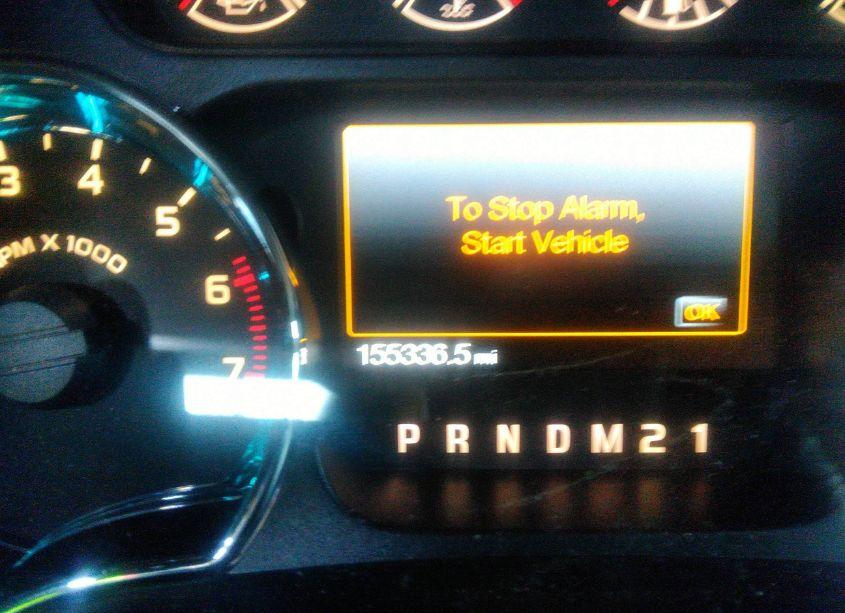 3 4 5 6 7
PM X 1000
To Stop Alarm,
Start Vehicle
OK
155336.5 mi
P R N D M 2 1